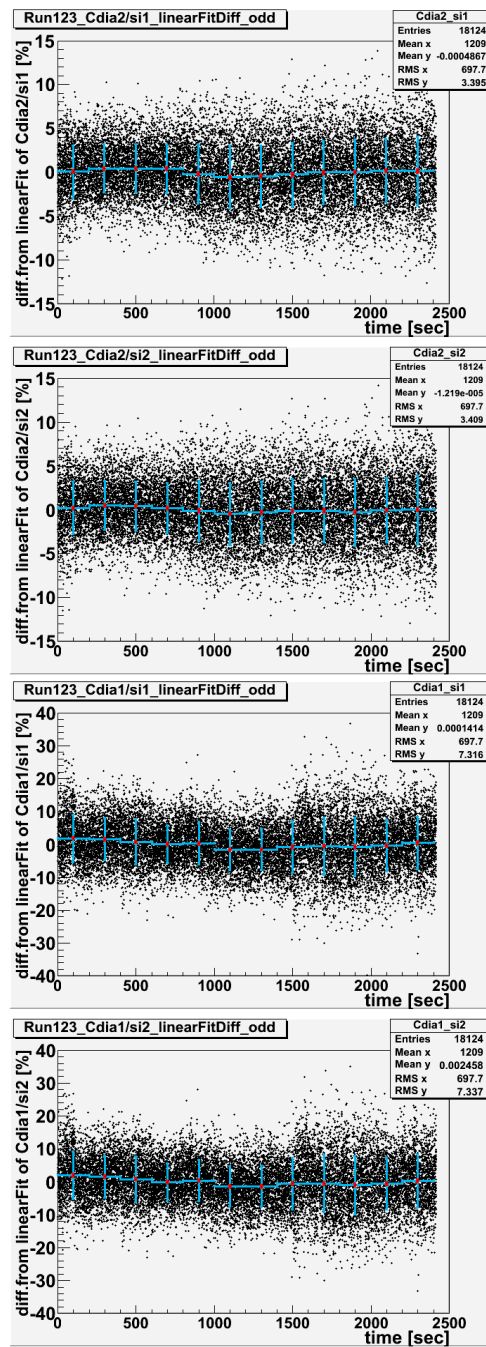 Run123_Cdia2/si1_linearFitDiff_odd
Cdia2_si1
Entries 18124
Mean x 1209
Mean y -0.0004867
RMS x 697.7
RMS y 3.395
diff.from linearFit of Cdia2/si1 [%]
15
10
5
0
-5
-10
-15
0 500 1000 1500 2000 2500
time [sec]
Run123_Cdia2/si2_linearFitDiff_odd
Cdia2_si2
Entries 18124
Mean x 1209
Mean y -1.219e-005
RMS x 697.7
RMS y 3.409
diff.from linearFit of Cdia2/si2 [%]
15
10
5
0
-5
-10
-15
0 500 1000 1500 2000 2500
time [sec]
Run123_Cdia1/si1_linearFitDiff_odd
Cdia1_si1
Entries 18124
Mean x 1209
Mean y 0.0001414
RMS x 697.7
RMS y 7.316
diff.from linearFit of Cdia1/si1 [%]
40
30
20
10
0
-10
-20
-30
-40
0 500 1000 1500 2000 2500
time [sec]
Run123_Cdia1/si2_linearFitDiff_odd
Cdia1_si2
Entries 18124
Mean x 1209
Mean y 0.002458
RMS x 697.7
RMS y 7.337
diff.from linearFit of Cdia1/si2 [%]
40
30
20
10
0
-10
-20
-30
-40
0 500 1000 1500 2000 2500
time [sec]